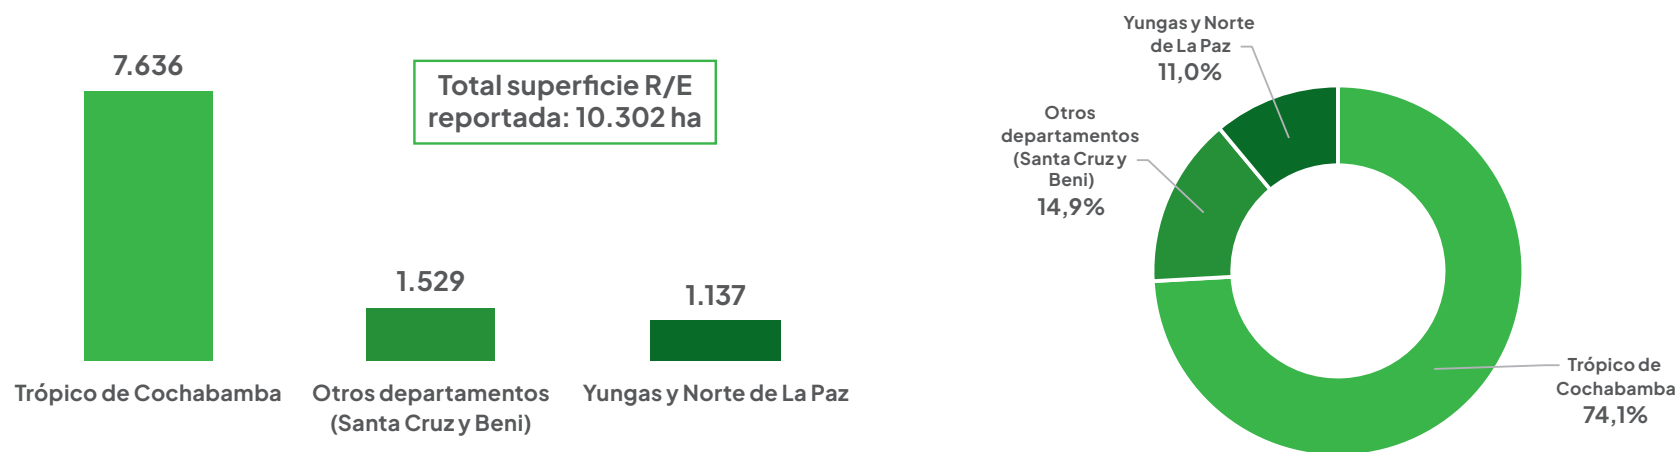 7.636
Total superficie R/E
reportada: 10.302 ha
1.529
1.137
Trópico de Cochabamba
Otros departamentos
(Santa Cruz y Beni)
Yungas y Norte de La Paz
Yungas y Norte
de La Paz
11,0%
Otros
departamentos
(Santa Cruz y
Beni)
14,9%
Trópico de
Cochabamba
74,1%